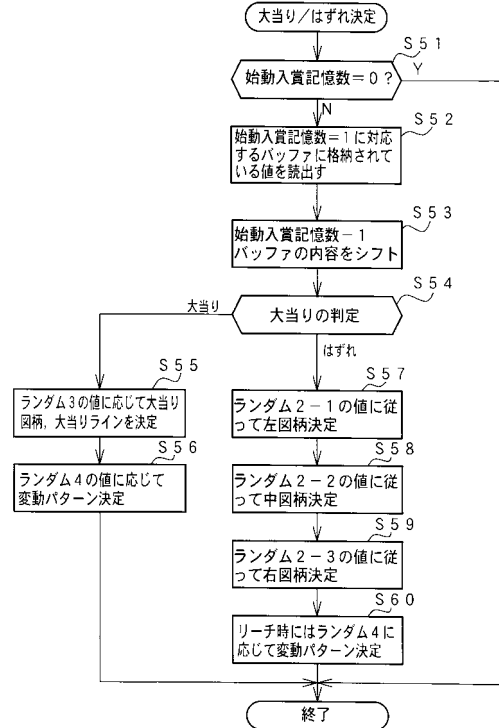 大当り／はずれ決定
S51
始動入賞記憶数＝0？
Y
N
S52
始動入賞記憶数＝1に対応
するバッファに格納されて
いる値を読出す
S53
始動入賞記憶数－1
バッファの内容をシフト
S54
大当りの判定
大当り
はずれ
S55
ランダム3の値に応じて大当り
図柄，大当りラインを決定
S56
ランダム4の値に応じて
変動パターン決定
S57
ランダム2－1の値に従
って左図柄決定
S58
ランダム2－2の値に従
って中図柄決定
S59
ランダム2－3の値に従
って右図柄決定
S60
リーチ時にはランダム4に
応じて変動パターン決定
終了